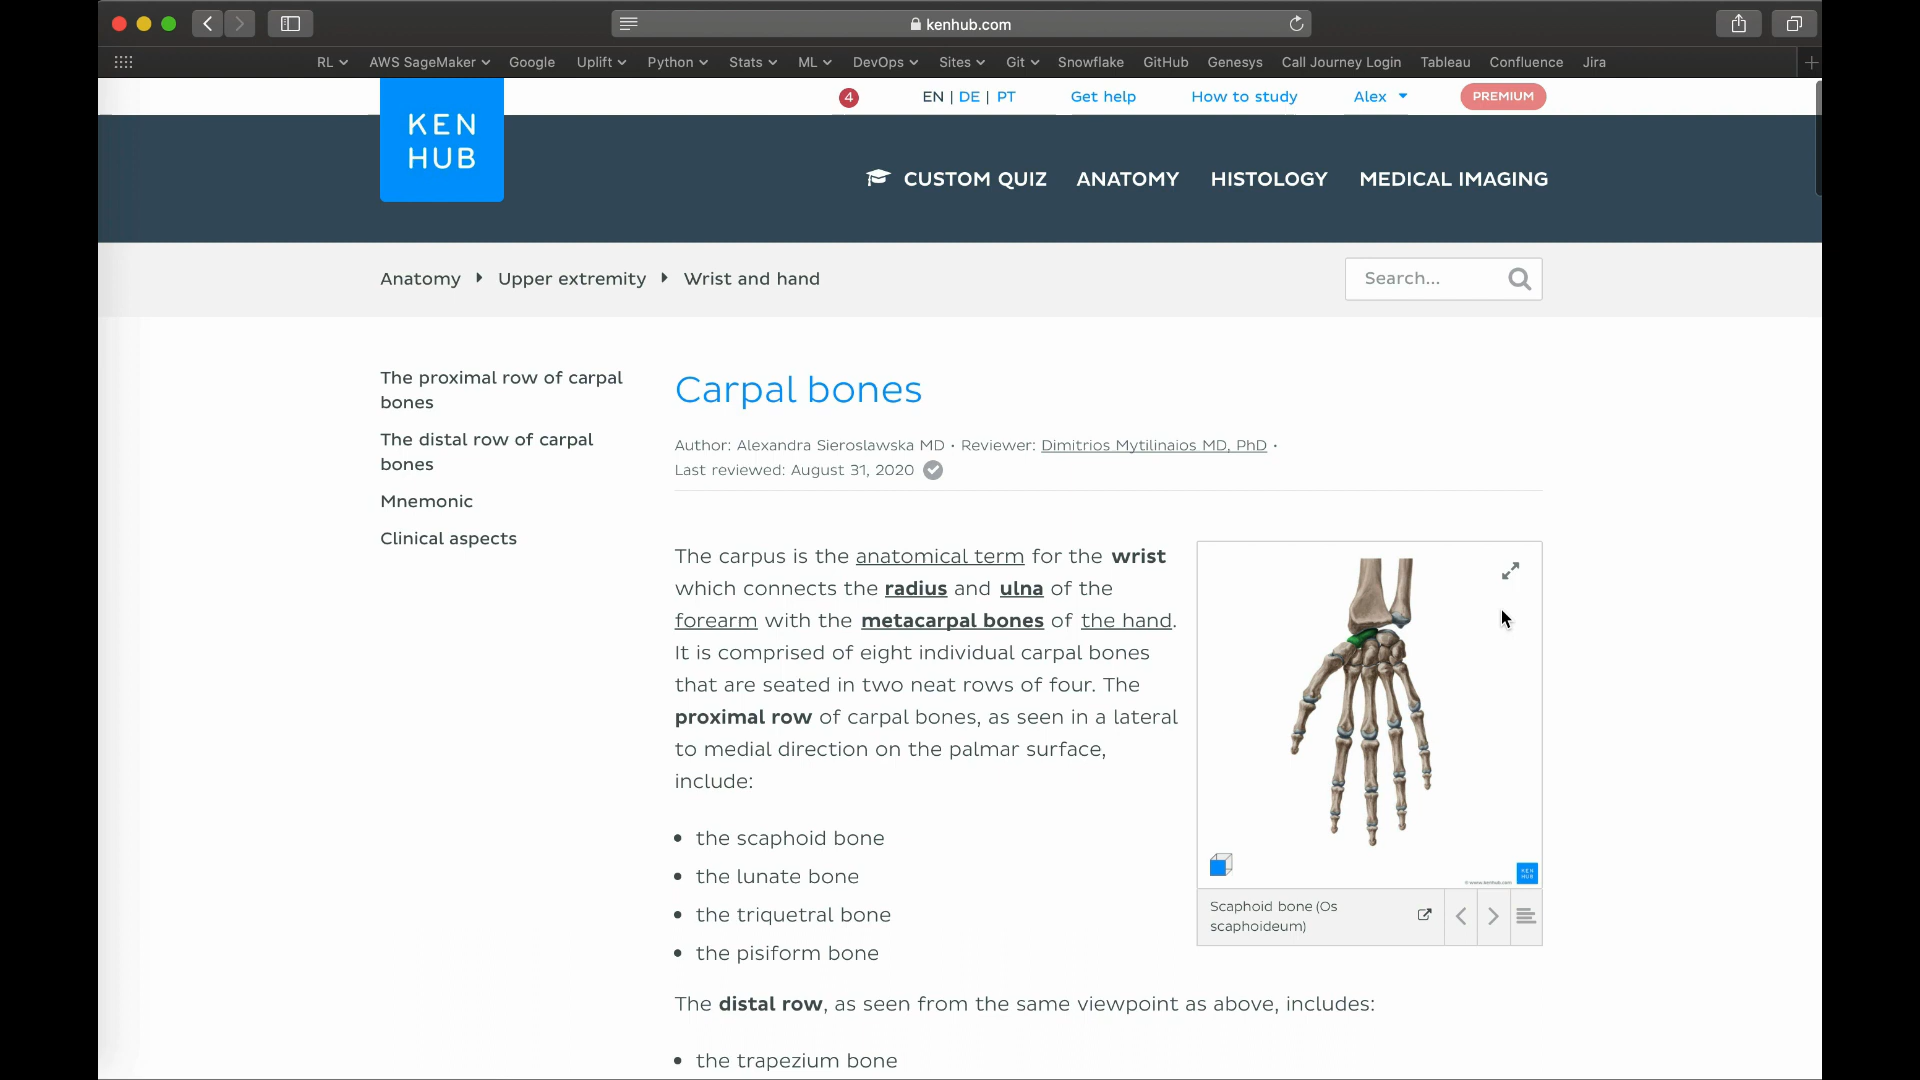 kenhub.com
RL
AWS SageMaker
Google
Uplift
Python
Stats
ML
DevOps
Sites
Git
Snowflake
GitHub
Genesys
Call Journey Login
Tableau
Confluence
Jira
KEN
HUB
4
EN | DE | PT
Get help
How to study
Alex
PREMIUM
CUSTOM QUIZ
ANATOMY
HISTOLOGY
MEDICAL IMAGING
Anatomy
Upper extremity
Wrist and hand
Search...
The proximal row of carpal
bones
The distal row of carpal
bones
Mnemonic
Clinical aspects
Carpal bones
Author: Alexandra Sieroslawska MD • Reviewer: Dimitrios Mytilinaios MD, PhD •
Last reviewed: August 31, 2020
The carpus is the anatomical term for the wrist
which connects the radius and ulna of the
forearm with the metacarpal bones of the hand.
It is comprised of eight individual carpal bones
that are seated in two neat rows of four. The
proximal row of carpal bones, as seen in a lateral
to medial direction on the palmar surface,
include:
• the scaphoid bone
• the lunate bone
• the triquetral bone
• the pisiform bone
© www.kenhub.com
KEN
HUB
Scaphoid bone (Os
scaphoideum)
The distal row, as seen from the same viewpoint as above, includes:
• the trapezium bone